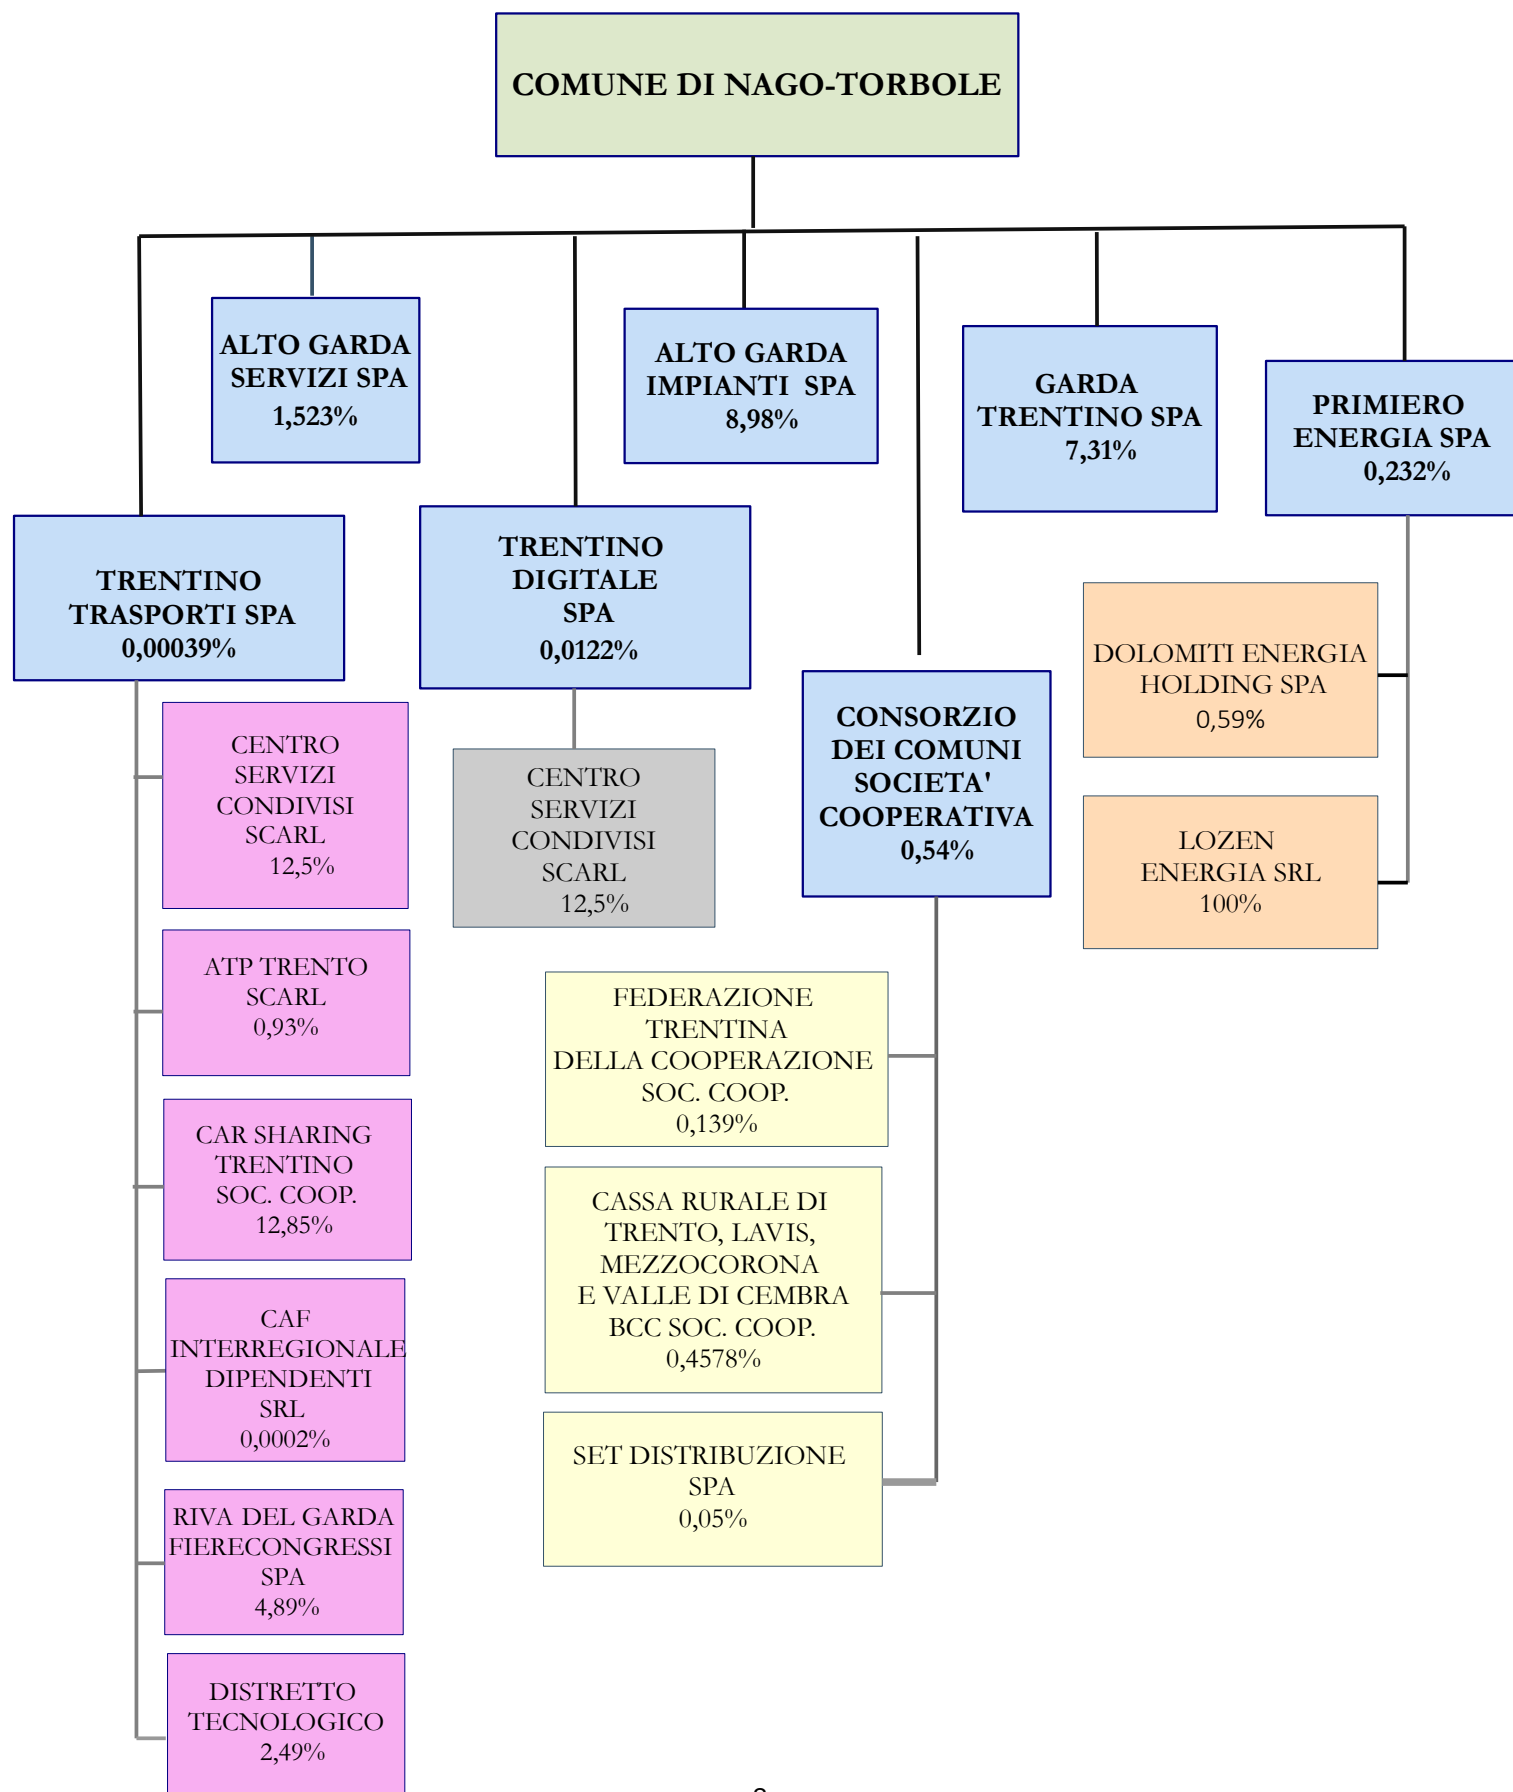 COMUNE DI NAGO-TORBOLE
ALTO GARDA
SERVIZI SPA
1,523%
ALTO GARDA
IMPIANTI SPA
8,98%
GARDA
TRENTINO SPA
7,31%
PRIMIERO
ENERGIA SPA
0,232%
TRENTINO
TRASPORTI SPA
0,00039%
TRENTINO
DIGITALE
SPA
0,0122%
CONSORZIO
DEI COMUNI
SOCIETA'
COOPERATIVA
0,54%
DOLOMITI ENERGIA
HOLDING SPA
0,59%
LOZEN
ENERGIA SRL
100%
CENTRO
SERVIZI
CONDIVISI
SCARL
12,5%
CENTRO
SERVIZI
CONDIVISI
SCARL
12,5%
ATP TRENTO
SCARL
0,93%
CAR SHARING
TRENTINO
SOC. COOP.
12,85%
CAF
INTERREGIONALE
DIPENDENTI
SRL
0,0002%
RIVA DEL GARDA
FIERECONGRESSI
SPA
4,89%
DISTRETTO
TECNOLOGICO
2,49%
FEDERAZIONE
TRENTINA
DELLA COOPERAZIONE
SOC. COOP.
0,139%
CASSA RURALE DI
TRENTO, LAVIS,
MEZZOCORONA
E VALLE DI CEMBRA
BCC SOC. COOP.
0,4578%
SET DISTRIBUZIONE
SPA
0,05%